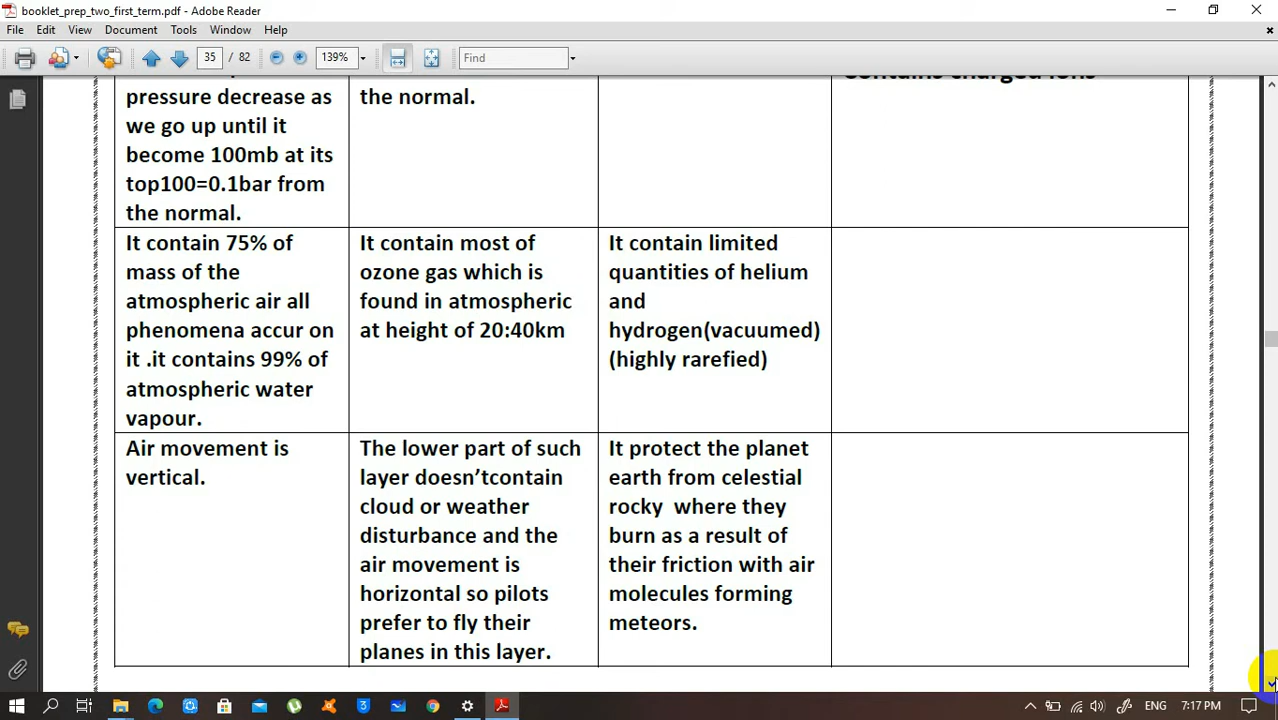 booklet_prep_two_first_term.pdf - Adobe Reader
File Edit View Document Tools Window Help
35 / 82 139% Find
contains charged ions
pressure decrease as
we go up until it
become 100mb at its
top100=0.1bar from
the normal.
the normal.
It contain 75% of
mass of the
atmospheric air all
phenomena accur on
it .it contains 99% of
atmospheric water
vapour.
It contain most of
ozone gas which is
found in atmospheric
at height of 20:40km
It contain limited
quantities of helium
and
hydrogen(vacuumed)
(highly rarefied)
Air movement is
vertical.
The lower part of such
layer doesn’tcontain
cloud or weather
disturbance and the
air movement is
horizontal so pilots
prefer to fly their
planes in this layer.
It protect the planet
earth from celestial
rocky where they
burn as a result of
their friction with air
molecules forming
meteors.
ENG 7:17 PM